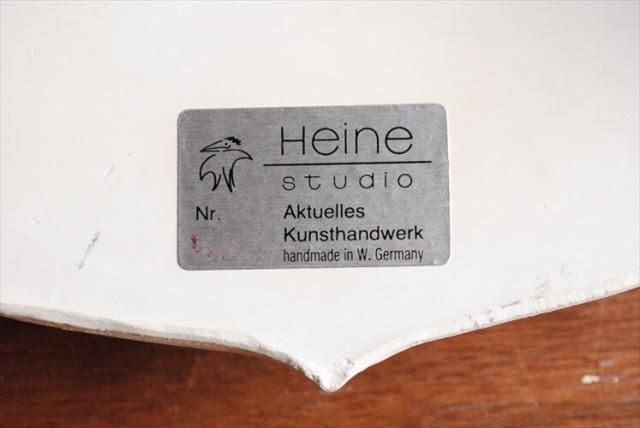 Heine
studio
Nr.
Aktuelles
Kunsthandwerk
handmade in W. Germany